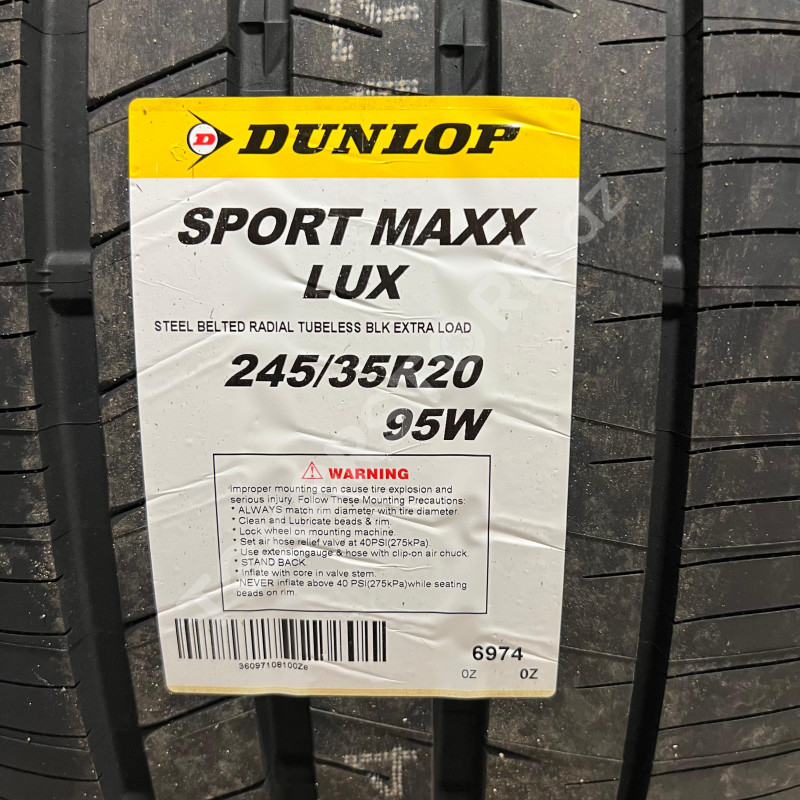 D DUNLOP
SPORT MAXX
LUX
STEEL BELTED RADIAL TUBELESS BLK EXTRA LOAD
245/35R20
95W
WARNING
Improper mounting can cause tire explosion and
serious injury. Follow These Mounting Precautions:
* ALWAYS match rim diameter with tire diameter.
* Clean and Lubricate beads & rim.
* Lock wheel on mounting machine.
* Set air hose relief valve at 40PSI(275kPa).
* Use extensiongauge & hose with clip-on air chuck.
* STAND BACK
* Inflate with core in valve stem.
*NEVER inflate above 40 PSI(275kPa)while seating
beads on rim.
36097108100Ze
6974
0Z 0Z